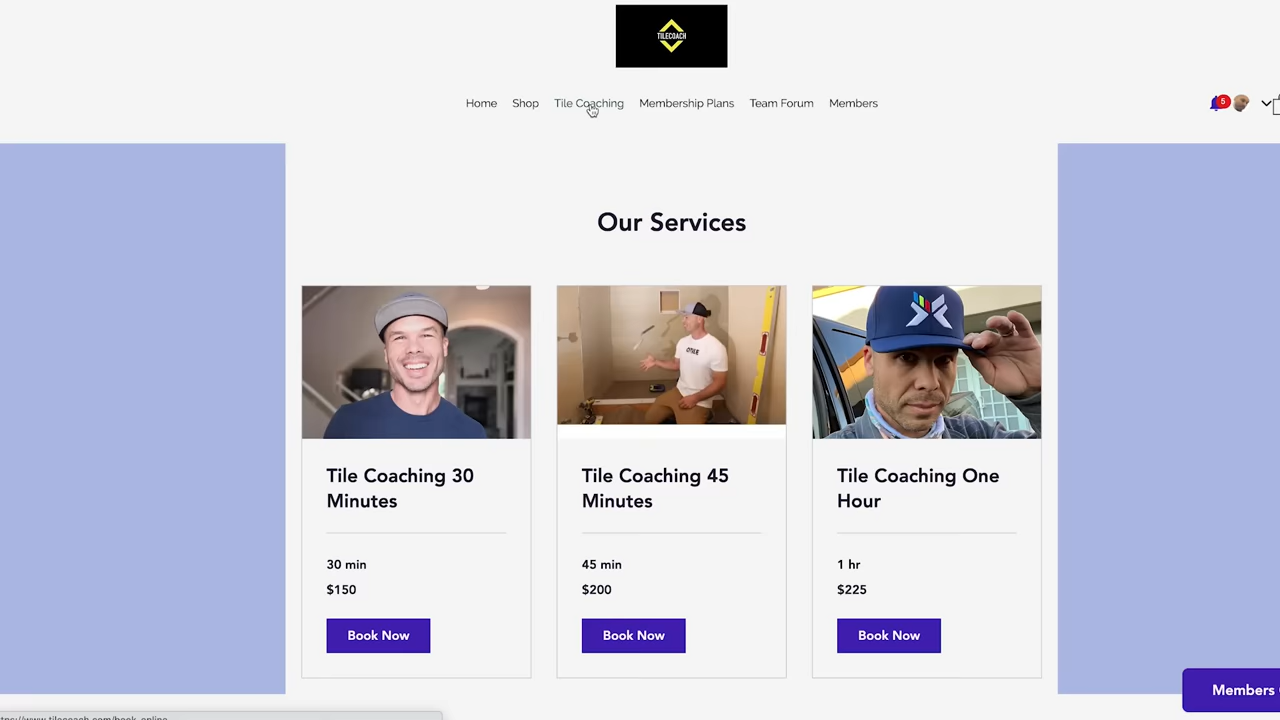 TILECOACH
Home Shop Tile Coaching Membership Plans Team Forum Members
5
Our Services
Tile Coaching 30
Minutes
30 min
$150
Book Now
Tile Coaching 45
Minutes
45 min
$200
Book Now
Tile Coaching One
Hour
1 hr
$225
Book Now
Members